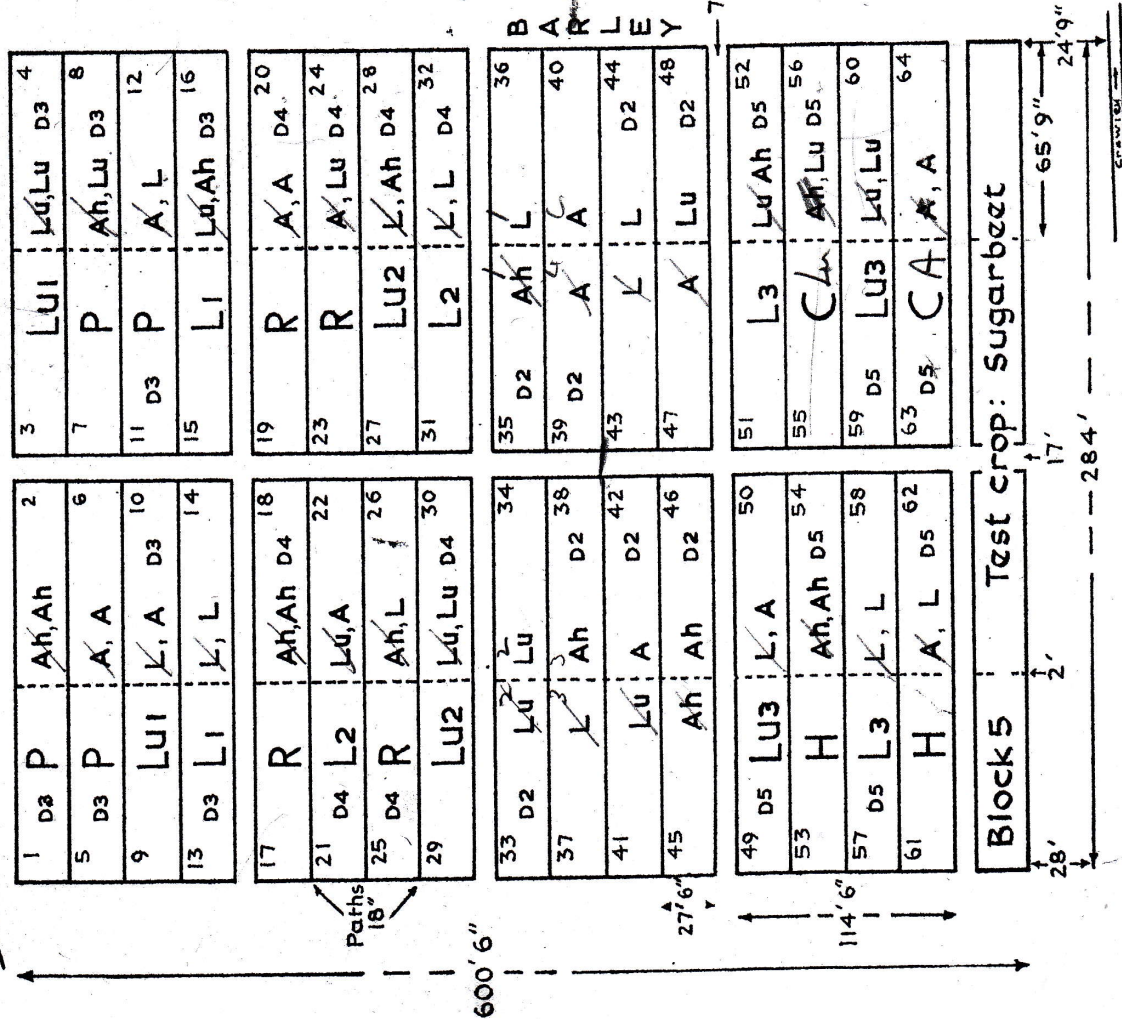 B
A
R
L
E
Y
1 D3 P Ah, Ah 2
3 LU1 Lu, Lu D3 4
5 D3 P A, A 6
7 P Ah, Lu D3 8
9 LU1 L, A D3 10
11 D3 P A, L 12
13 D3 L1 L, L 14
15 L1 Lu, Ah D3 16
17 R Ah, Ah D4 18
19 R A, A D4 20
21 D4 L2 Lu, A 22
23 R A, Lu D4 24
25 D4 R Ah, L 26
27 LU2 L, Ah D4 28
29 LU2 Lu, Lu D4 30
31 L2 L, L D4 32
Paths
18"
600'6"
33 D2 Lu 2 Lu 2 34
35 D2 Ah L 36
37 L 3 Ah 3 D2 38
39 D2 A 4 A 40
41 Lu A D2 42
43 L L D2 44
45 Ah Ah D2 46
47 A Lu D2 48
27'6"
7
49 D5 LU3 L, A 50
51 L3 Lu Ah D5 52
53 H Ah, Ah D5 54
55 CLu Ah, Lu D5 56
57 D5 L3 L, L 58
59 D5 LU3 Lu, Lu 60
61 H A, L D5 62
63 D5 CA A, A 64
114'6"
Block 5 Test crop: Sugarbeet
28' 2' 17' 65'9" 24'9"
284'